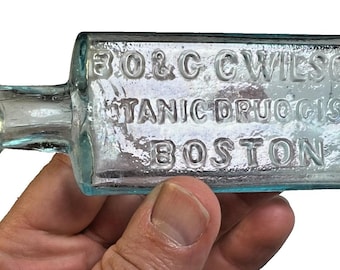 B.O & G. C WILSO
TANIC DRUGGIS
BOSTON